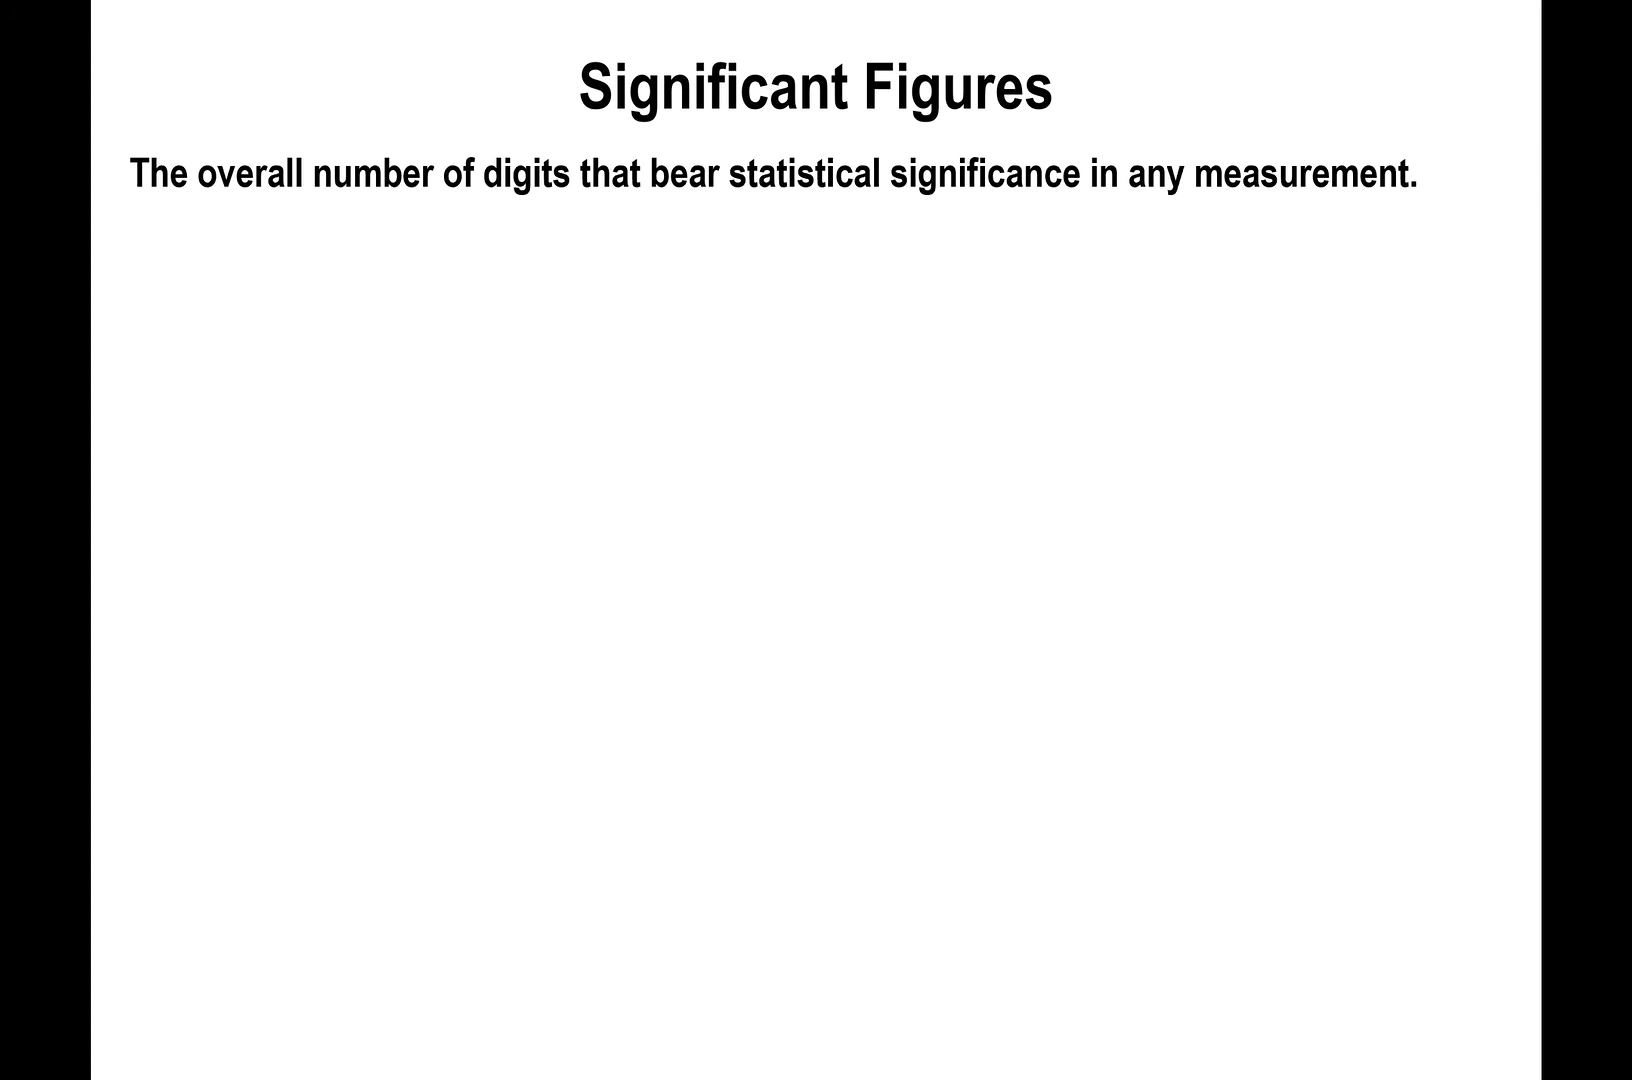 Significant Figures
The overall number of digits that bear statistical significance in any measurement.